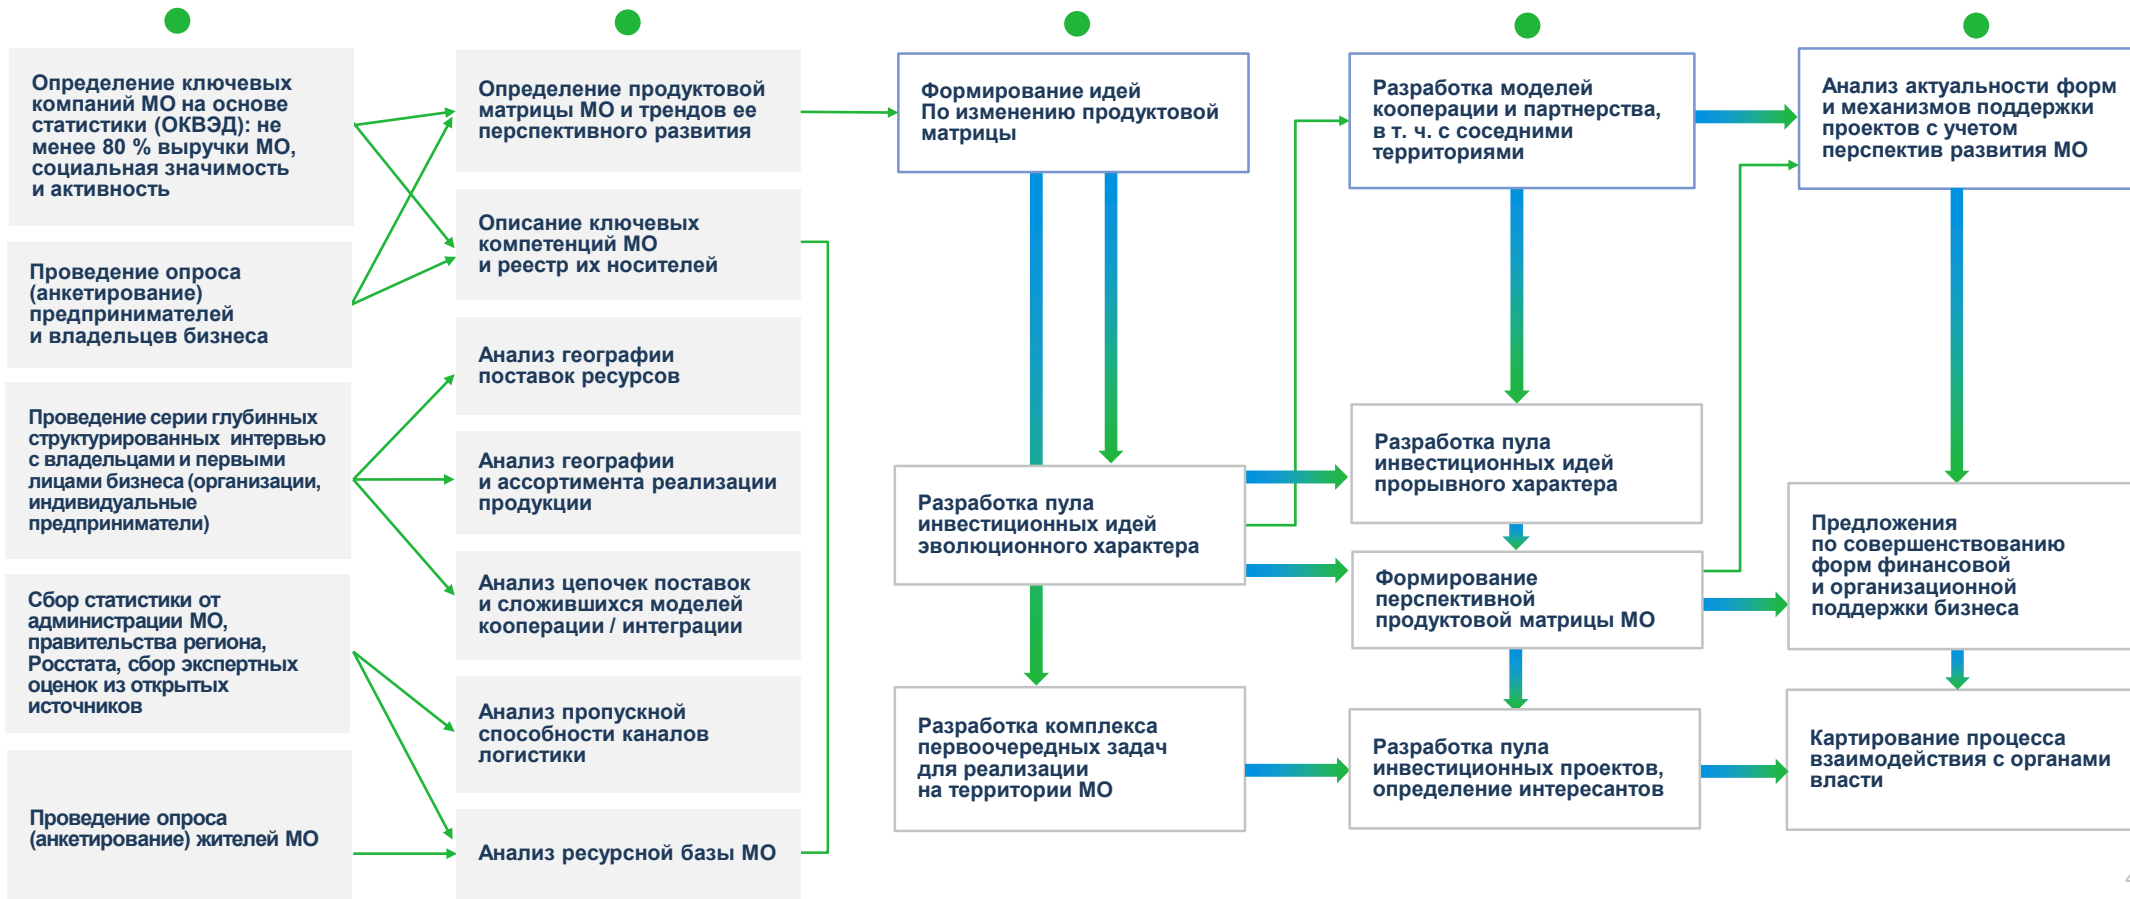 Определение ключевых
компаний МО на основе
статистики (ОКВЭД): не
менее 80 % выручки МО,
социальная значимость
и активность
Проведение опроса
(анкетирование)
предпринимателей
и владельцев бизнеса
Проведение серии глубинных
структурированных интервью
с владельцами и первыми
лицами бизнеса (организации,
индивидуальные
предприниматели)
Сбор статистики от
администрации МО,
правительства региона,
Росстата, сбор экспертных
оценок из открытых
источников
Проведение опроса
(анкетирование) жителей МО
Определение продуктовой
матрицы МО и трендов ее
перспективного развития
Описание ключевых
компетенций МО
и реестр их носителей
Анализ географии
поставок ресурсов
Анализ географии
и ассортимента реализации
продукции
Анализ цепочек поставок
и сложившихся моделей
кооперации / интеграции
Анализ пропускной
способности каналов
логистики
Анализ ресурсной базы МО
Формирование идей
По изменению продуктовой
матрицы
Разработка пула
инвестиционных идей
эволюционного характера
Разработка комплекса
первоочередных задач
для реализации
на территории МО
Разработка моделей
кооперации и партнерства,
в т. ч. с соседними
территориями
Разработка пула
инвестиционных идей
прорывного характера
Формирование
перспективной
продуктовой матрицы МО
Разработка пула
инвестиционных проектов,
определение интересантов
Анализ актуальности форм
и механизмов поддержки
проектов с учетом
перспектив развития МО
Предложения
по совершенствованию
форм финансовой
и организационной
поддержки бизнеса
Картирование процесса
взаимодействия с органами
власти